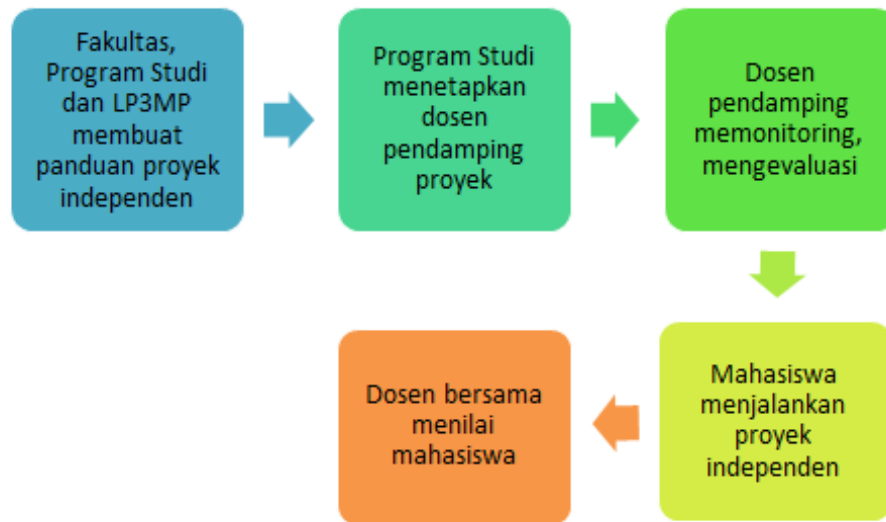 Fakultas,
Program Studi
dan LP3MP
membuat
panduan proyek
independen
Program Studi
menetapkan
dosen
pendamping
proyek
Dosen
pendamping
memonitoring,
mengevaluasi
Mahasiswa
menjalankan
proyek
independen
Dosen bersama
menilai
mahasiswa